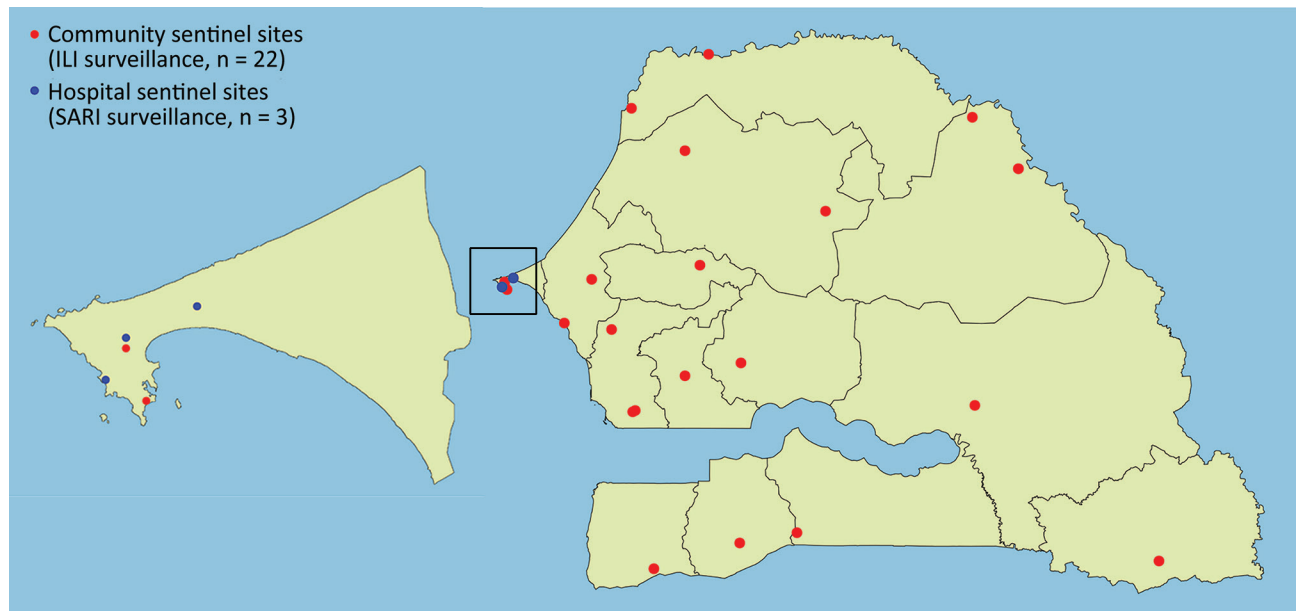 Community sentinel sites
(ILI surveillance, n = 22)
Hospital sentinel sites
(SARI surveillance, n = 3)